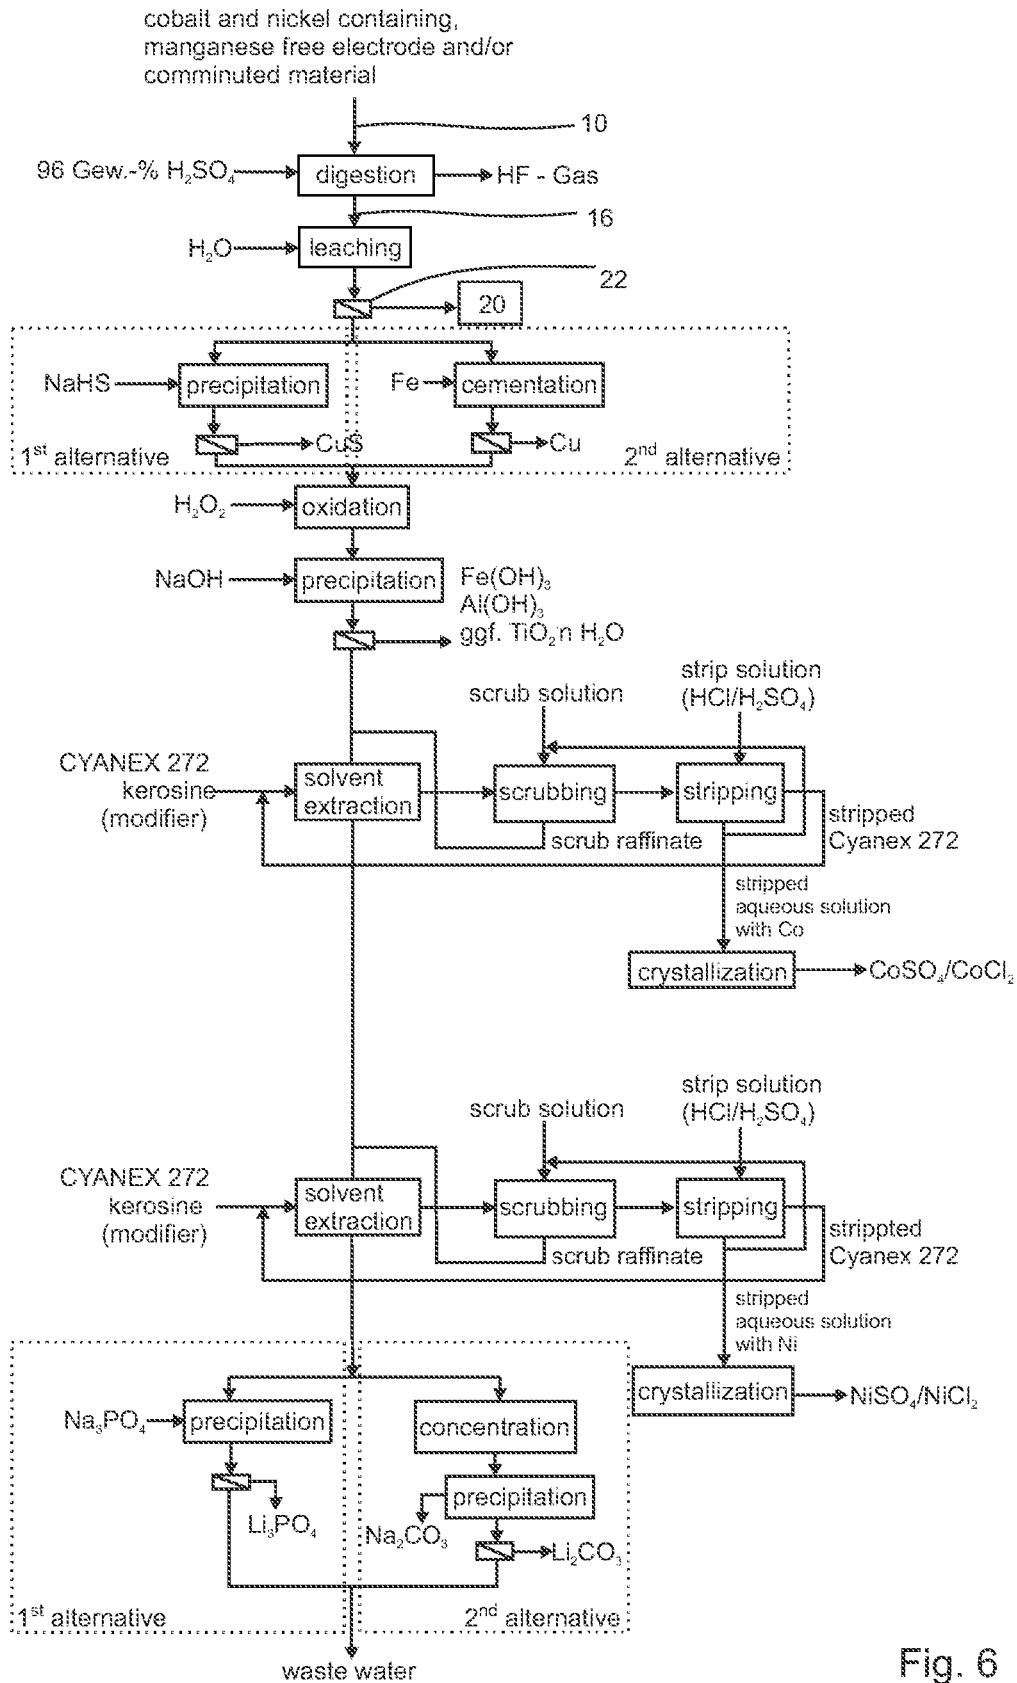 cobalt and nickel containing,
manganese free electrode and/or
comminuted material
10
96 Gew.-% H₂SO₄
digestion
HF - Gas
16
H₂O
leaching
22
20
NaHS
precipitation
Fe
cementation
CuS
Cu
1st alternative
2nd alternative
H₂O₂
oxidation
NaOH
precipitation
Fe(OH)₃
Al(OH)₃
ggf. TiO₂·n H₂O
strip solution
(HCl/H₂SO₄)
scrub solution
CYANEX 272
kerosine
(modifier)
solvent
extraction
scrubbing
stripping
scrub raffinate
stripped
Cyanex 272
stripped
aqueous solution
with Co
crystallization
CoSO₄/CoCl₂
strip solution
(HCl/H₂SO₄)
scrub solution
CYANEX 272
kerosine
(modifier)
solvent
extraction
scrubbing
stripping
scrub raffinate
strippted
Cyanex 272
stripped
aqueous solution
with Ni
crystallization
NiSO₄/NiCl₂
Na₃PO₄
precipitation
concentration
precipitation
Li₃PO₄
Na₂CO₃
Li₂CO₃
1st alternative
2nd alternative
waste water
Fig. 6